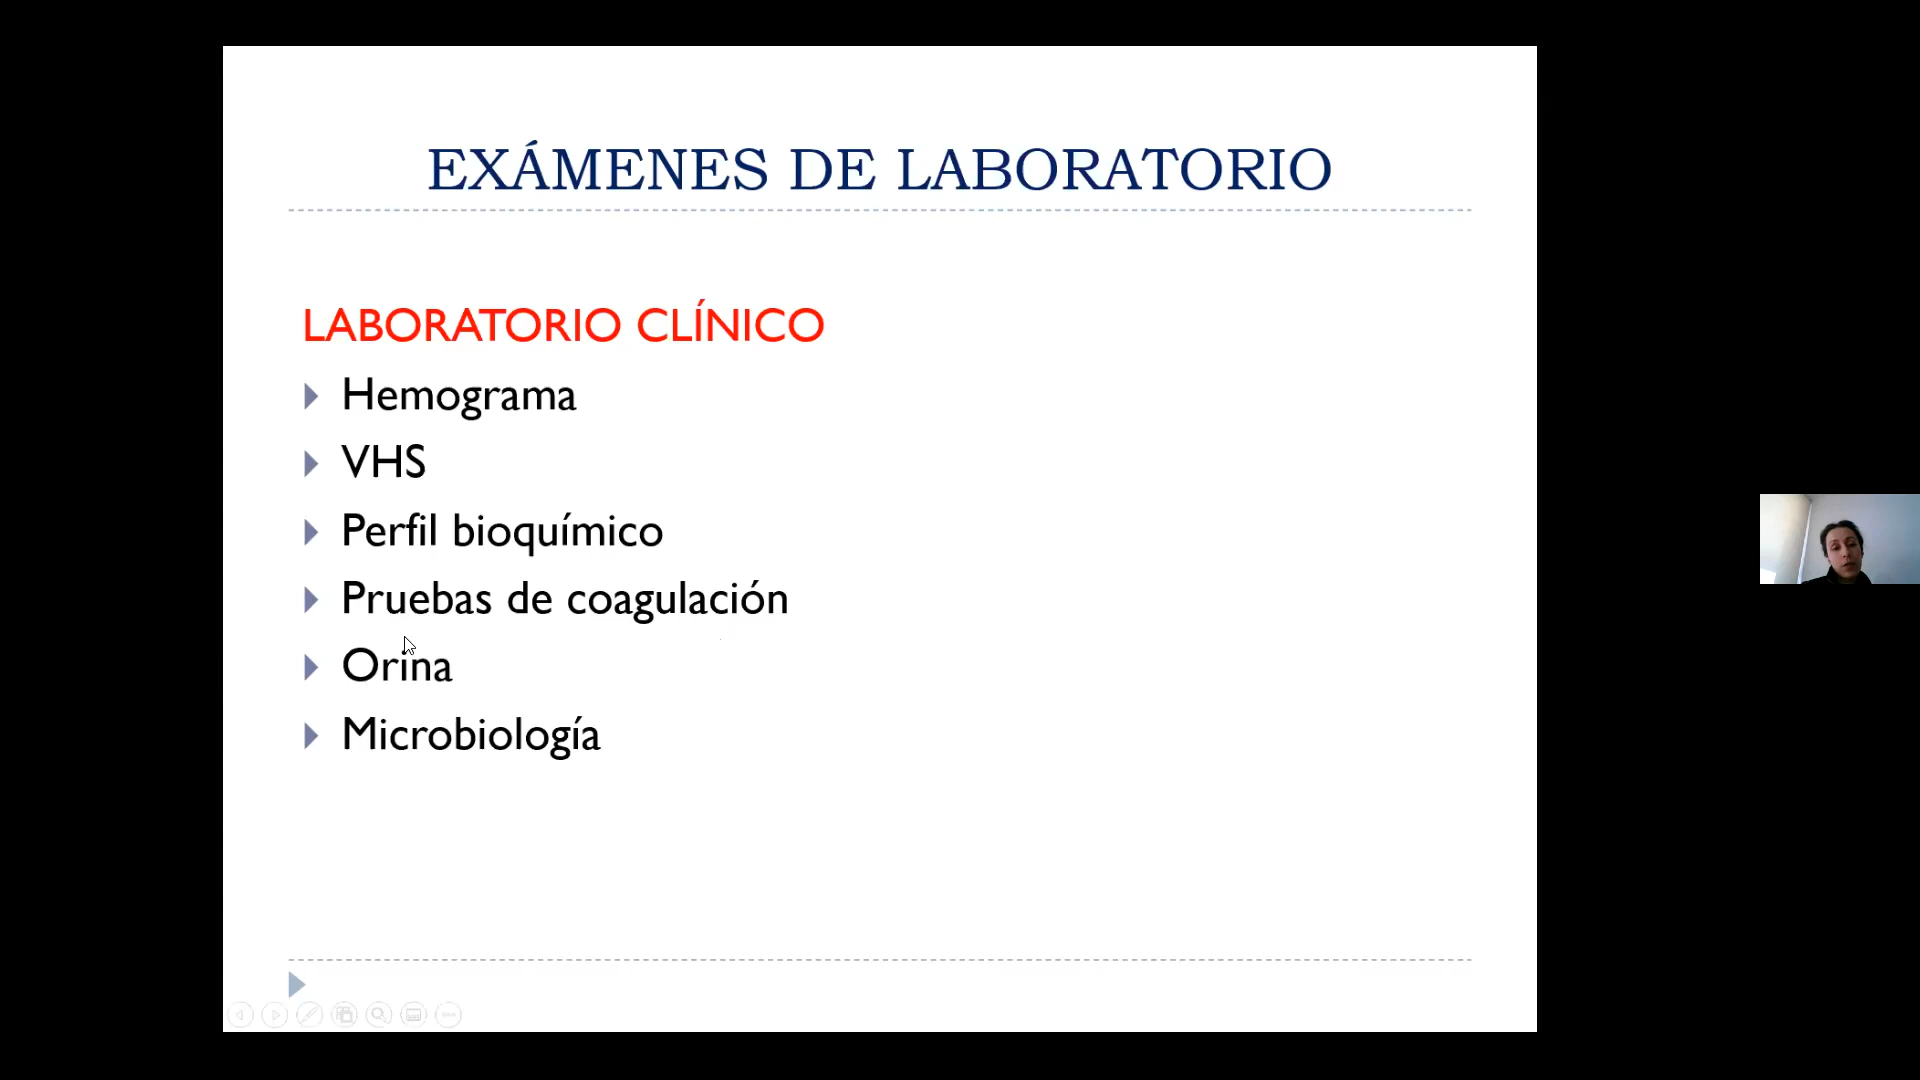 EXÁMENES DE LABORATORIO
LABORATORIO CLÍNICO
Hemograma
VHS
Perfil bioquímico
Pruebas de coagulación
Orina
Microbiología